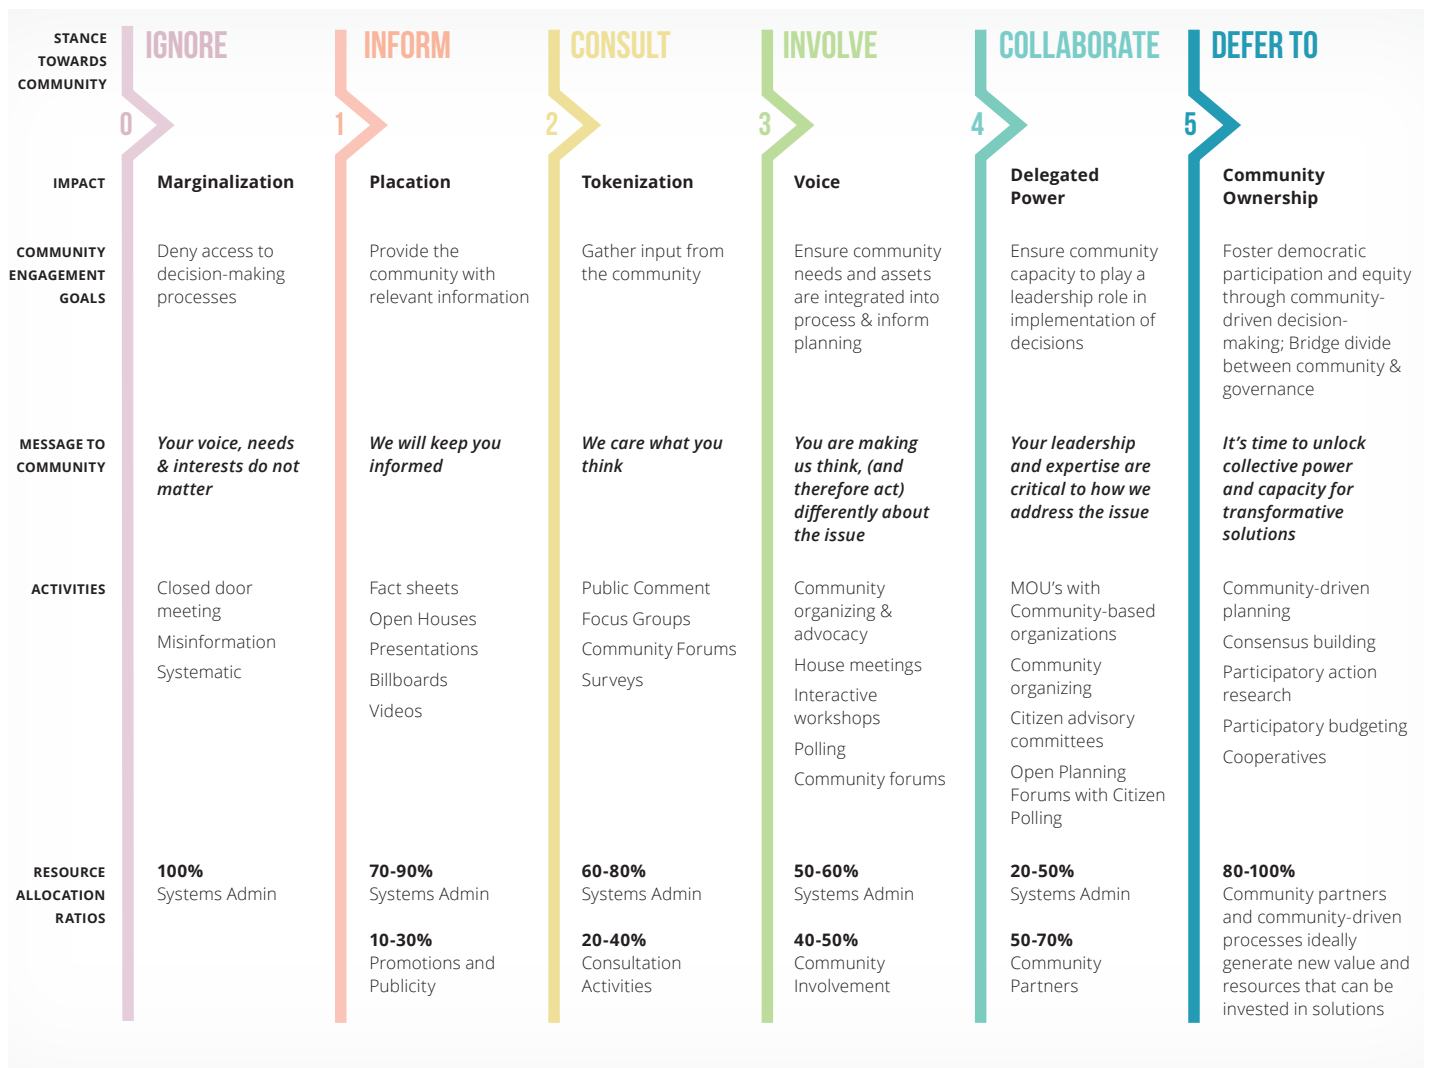 STANCE
TOWARDS
COMMUNITY
IGNORE
INFORM
CONSULT
INVOLVE
COLLABORATE
DEFER TO
0
1
2
3
4
5
IMPACT
Marginalization
Placation
Tokenization
Voice
Delegated
Power
Community
Ownership
COMMUNITY
ENGAGEMENT
GOALS
Deny access to
decision-making
processes
Provide the
community with
relevant information
Gather input from
the community
Ensure community
needs and assets
are integrated into
process & inform
planning
Ensure community
capacity to play a
leadership role in
implementation of
decisions
Foster democratic
participation and equity
through community-
driven decision-
making; Bridge divide
between community &
governance
MESSAGE TO
COMMUNITY
Your voice, needs
& interests do not
matter
We will keep you
informed
We care what you
think
You are making
us think, (and
therefore act)
differently about
the issue
Your leadership
and expertise are
critical to how we
address the issue
It's time to unlock
collective power
and capacity for
transformative
solutions
ACTIVITIES
Closed door
meeting
Misinformation
Systematic
Fact sheets
Open Houses
Presentations
Billboards
Videos
Public Comment
Focus Groups
Community Forums
Surveys
Community
organizing &
advocacy
House meetings
Interactive
workshops
Polling
Community forums
MOU's with
Community-based
organizations
Community
organizing
Citizen advisory
committees
Open Planning
Forums with Citizen
Polling
Community-driven
planning
Consensus building
Participatory action
research
Participatory budgeting
Cooperatives
RESOURCE
ALLOCATION
RATIOS
100%
Systems Admin
70-90%
Systems Admin
10-30%
Promotions and
Publicity
60-80%
Systems Admin
20-40%
Consultation
Activities
50-60%
Systems Admin
40-50%
Community
Involvement
20-50%
Systems Admin
50-70%
Community
Partners
80-100%
Community partners
and community-driven
processes ideally
generate new value and
resources that can be
invested in solutions